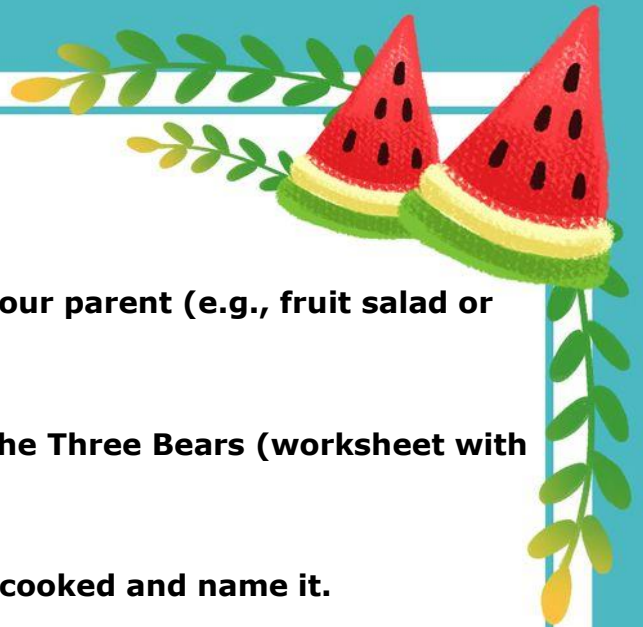 our parent (e.g., fruit salad or
he Three Bears (worksheet with
cooked and name it.